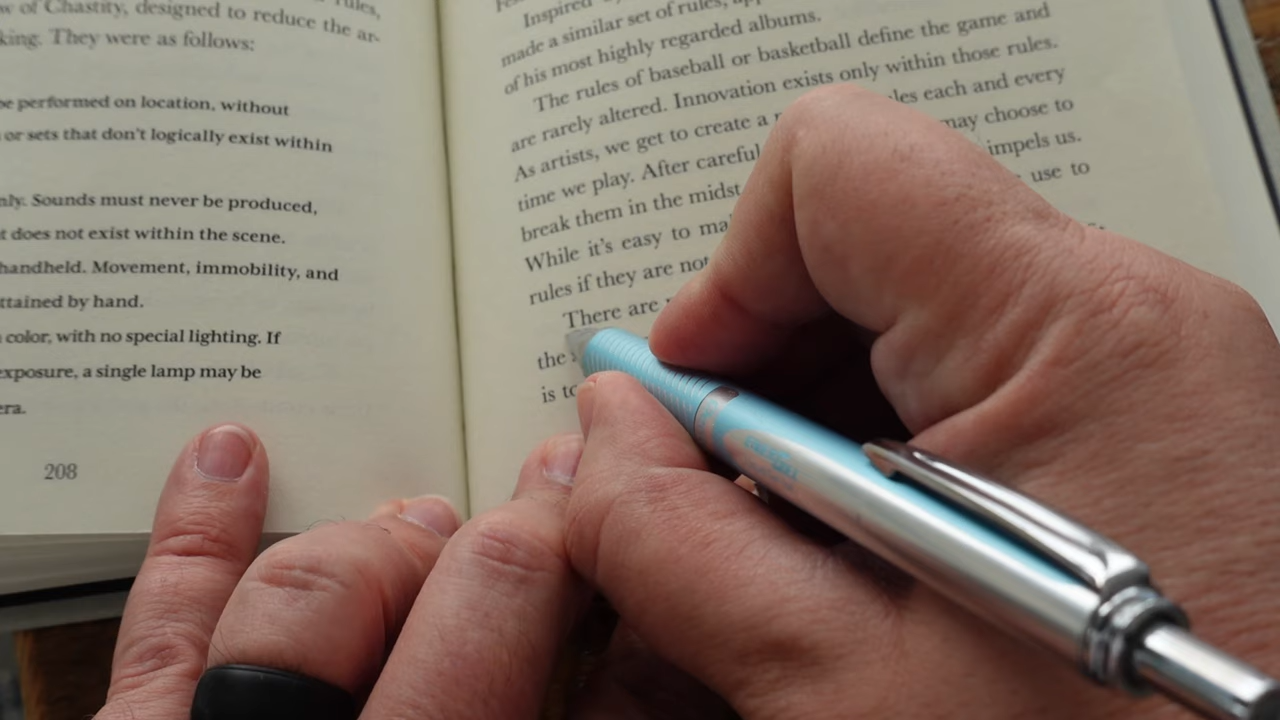 w of Chastity, designed to reduce the ar-
king. They were as follows:
be performed on location, without
or sets that don't logically exist within
nly. Sounds must never be produced,
t does not exist within the scene.
handheld. Movement, immobility, and
ttained by hand.
color, with no special lighting. If
exposure, a single lamp may be
era.
208
Inspired
made a similar set of rules,
of his most highly regarded albums.
The rules of baseball or basketball define the game and
are rarely altered. Innovation exists only within those rules.
As artists, we get to create a les each and every
time we play. After careful may choose to
break them in the midst impels us.
While it's easy to ma use to
rules if they are not
There are
the
is to